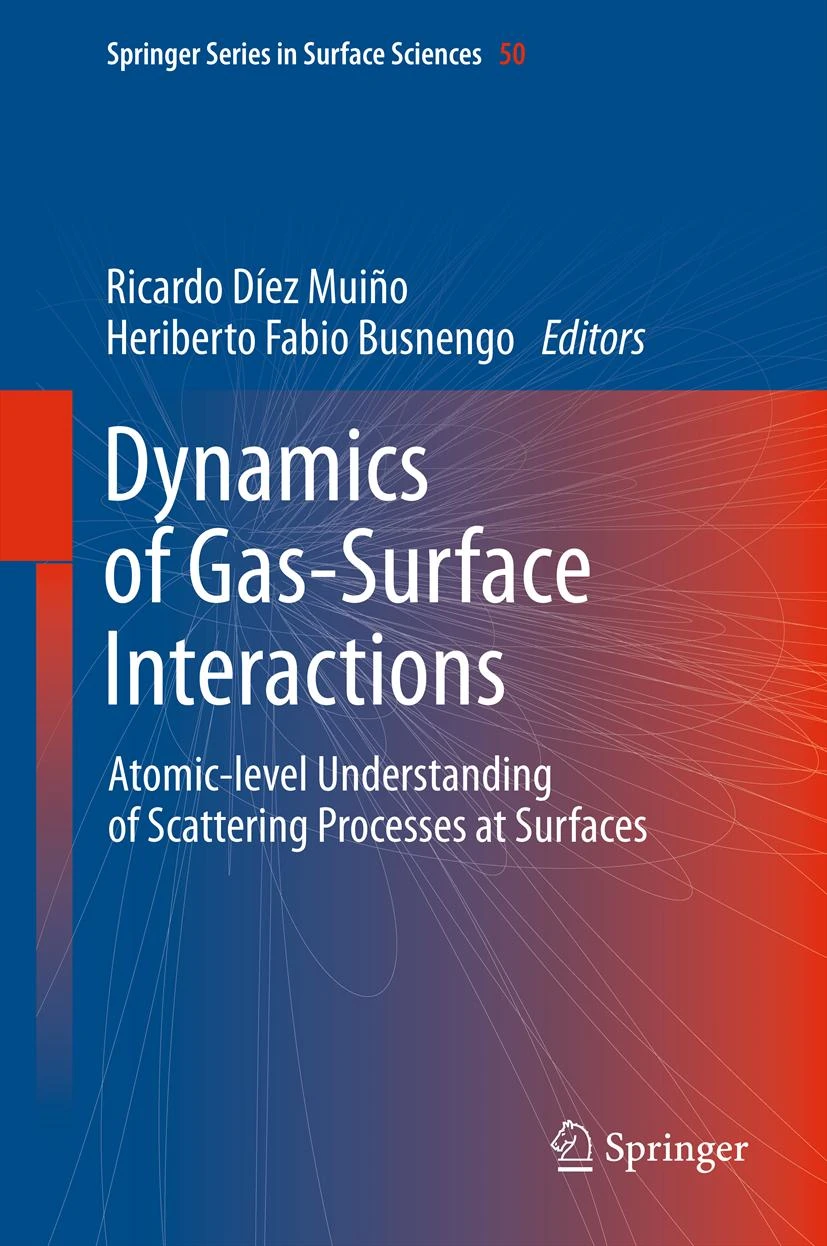 Springer Series in Surface Sciences 50
Ricardo Díez Muiño
Heriberto Fabio Busnengo Editors
Dynamics
of Gas-Surface
Interactions
Atomic-level Understanding
of Scattering Processes at Surfaces
Springer